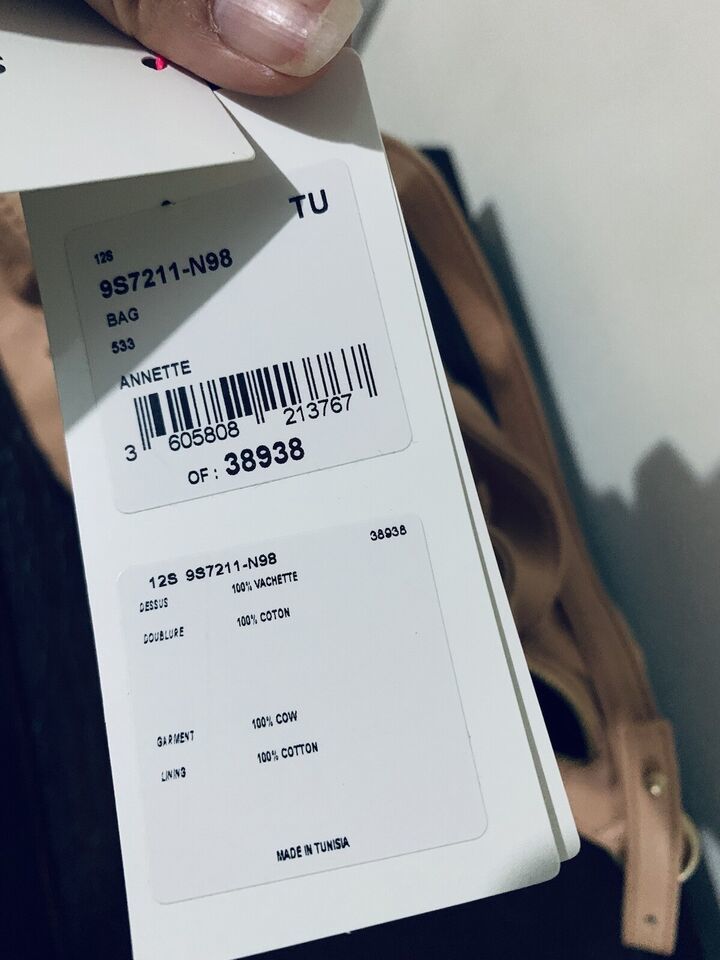 S
TU
12S
9S7211-N98
BAG
533
ANNETTE
3 605808 213767
OF : 38938
12S 9S7211-N98 38938
DESSUS 100% VACHETTE
DOUBLURE 100% COTON
GARMENT 100% COW
LINING 100% COTTON
MADE IN TUNISIA